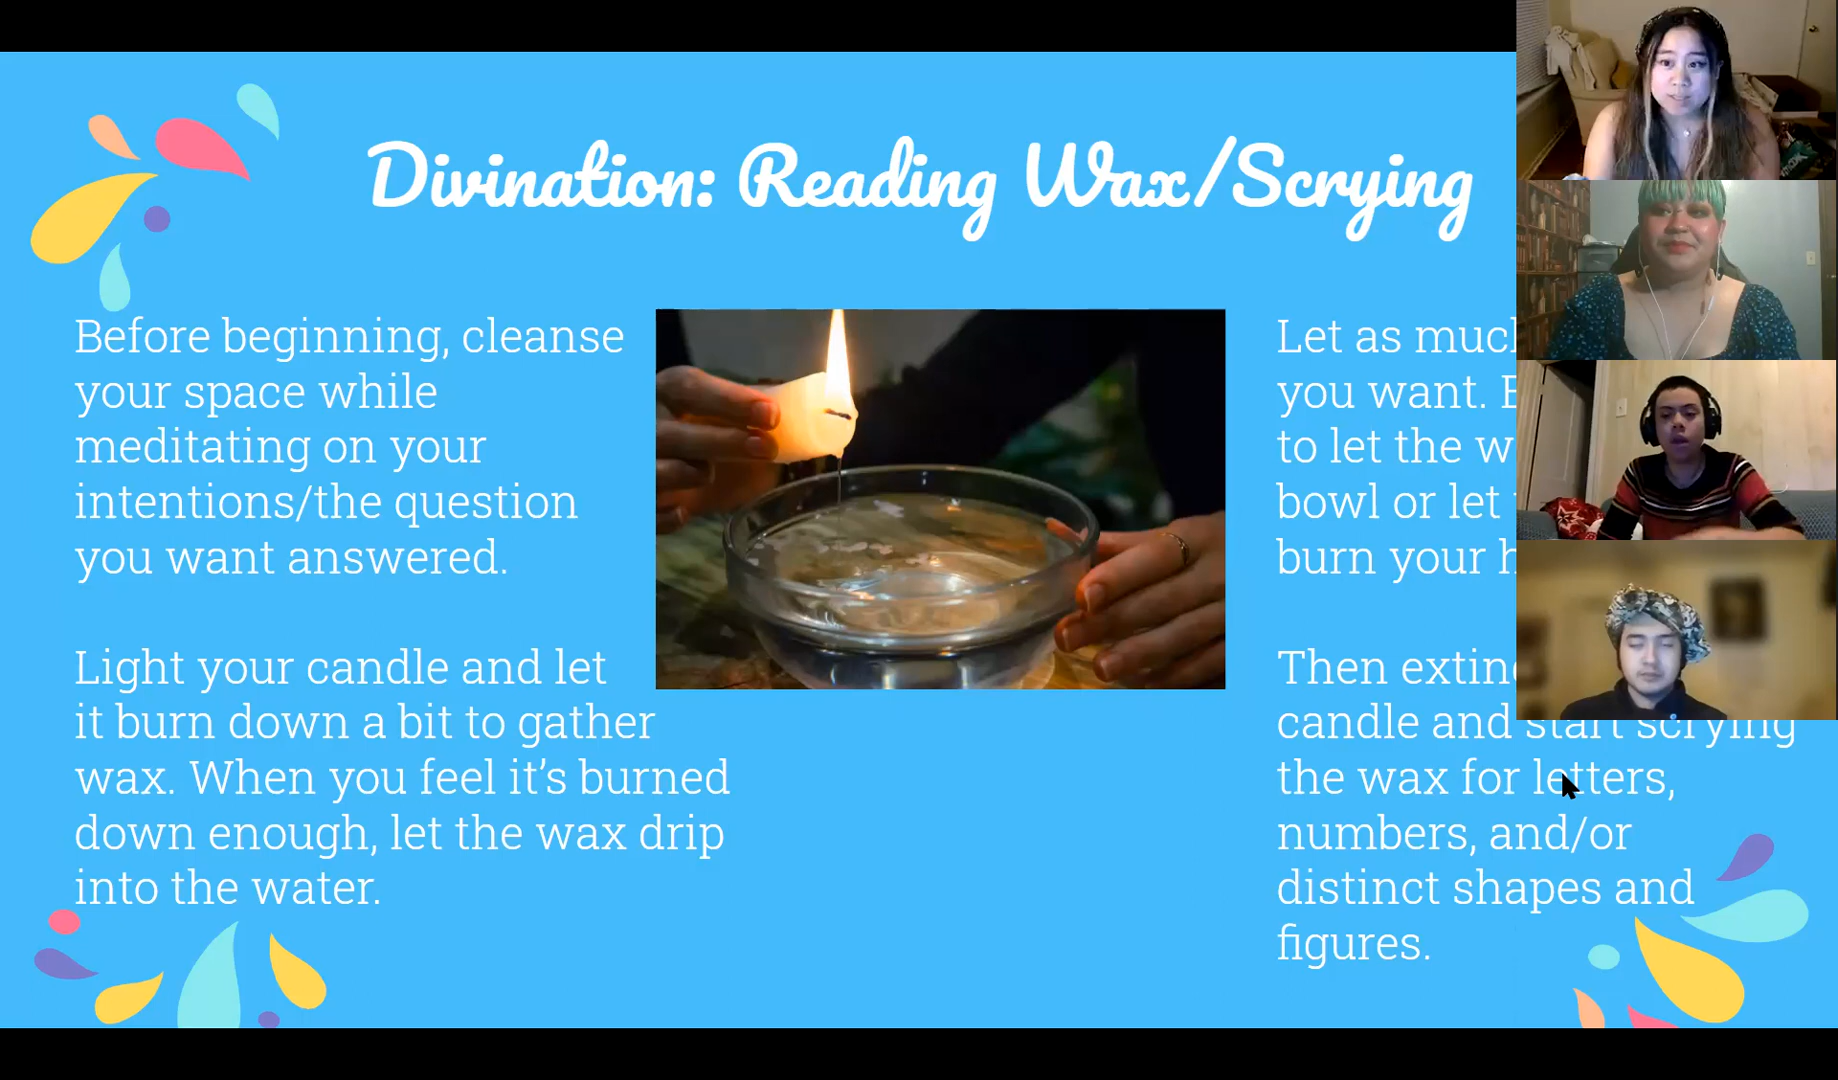 Divination: Reading Wax/Scrying
Before beginning, cleanse
your space while
meditating on your
intentions/the question
you want answered.
Light your candle and let
it burn down a bit to gather
wax. When you feel it’s burned
down enough, let the wax drip
into the water.
Let as
you want.
to let the
bowl or let
burn your
Then
candle and start scrying
the wax for letters,
numbers, and/or
distinct shapes and
figures.